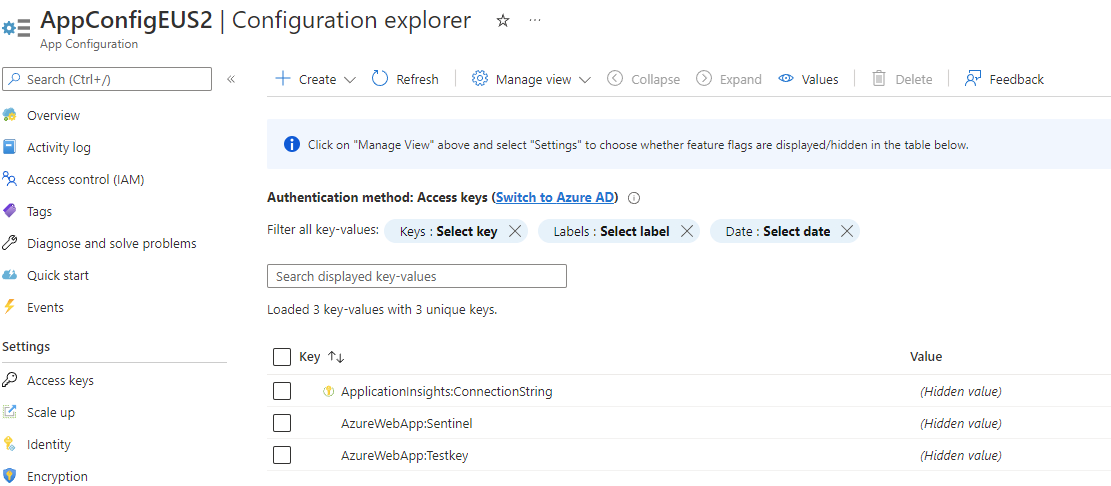 AppConfigEUS2 | Configuration explorer
App Configuration
Search (Ctrl+/)
«
Overview
Activity log
Access control (IAM)
Tags
Diagnose and solve problems
Quick start
Events
Settings
Access keys
Scale up
Identity
Encryption
Create Refresh Manage view Collapse Expand Values Delete Feedback
Click on "Manage View" above and select "Settings" to choose whether feature flags are displayed/hidden in the table below.
Authentication method: Access keys (Switch to Azure AD)
Filter all key-values: Keys : Select key Labels : Select label Date : Select date
Search displayed key-values
Loaded 3 key-values with 3 unique keys.
Key Value
ApplicationInsights:ConnectionString (Hidden value)
AzureWebApp:Sentinel (Hidden value)
AzureWebApp:Testkey (Hidden value)